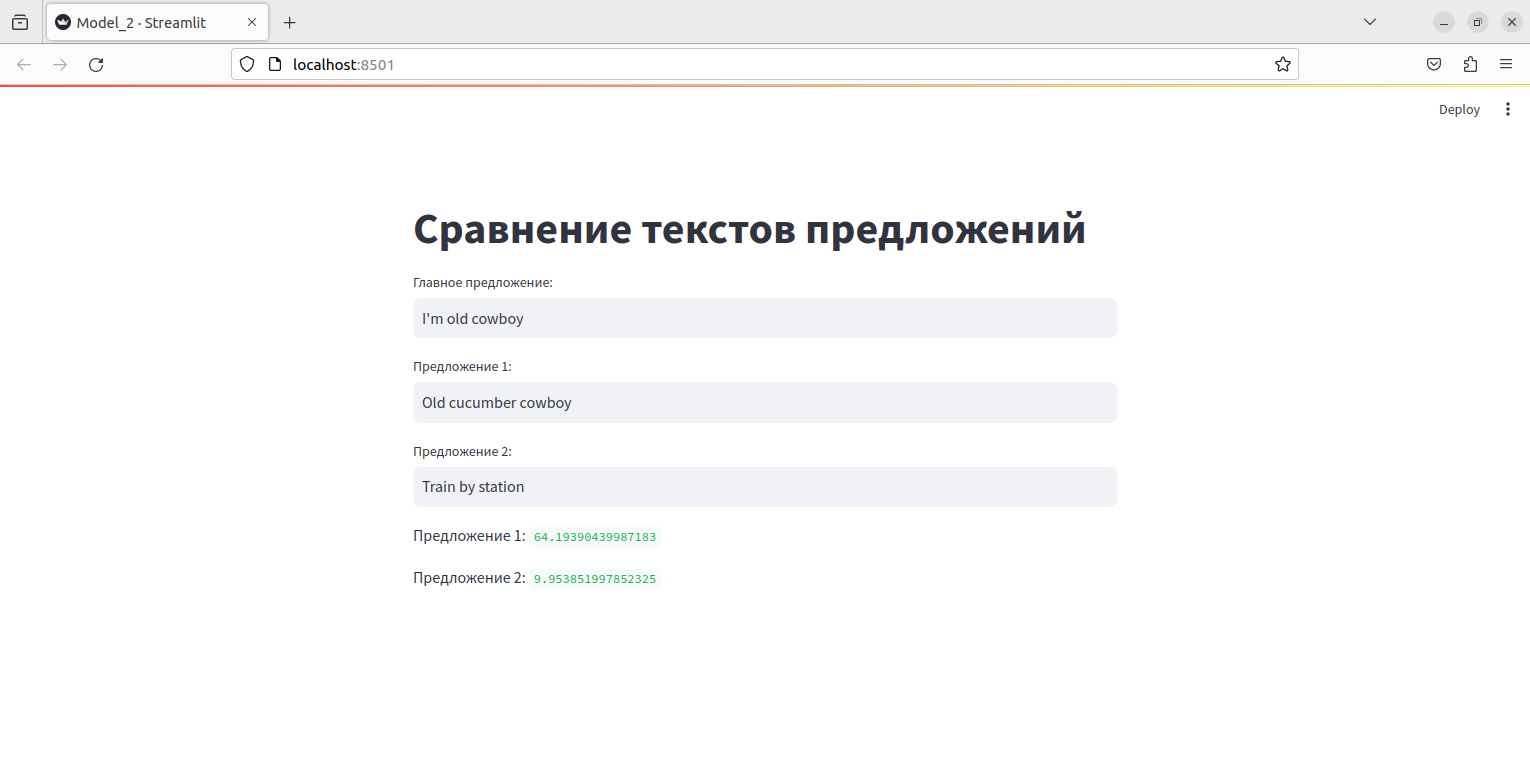 Model_2 · Streamlit
localhost:8501
Deploy
Сравнение текстов предложений
Главное предложение:
I'm old cowboy
Предложение 1:
Old cucumber cowboy
Предложение 2:
Train by station
Предложение 1: 64.19390439987183
Предложение 2: 9.953851997852325